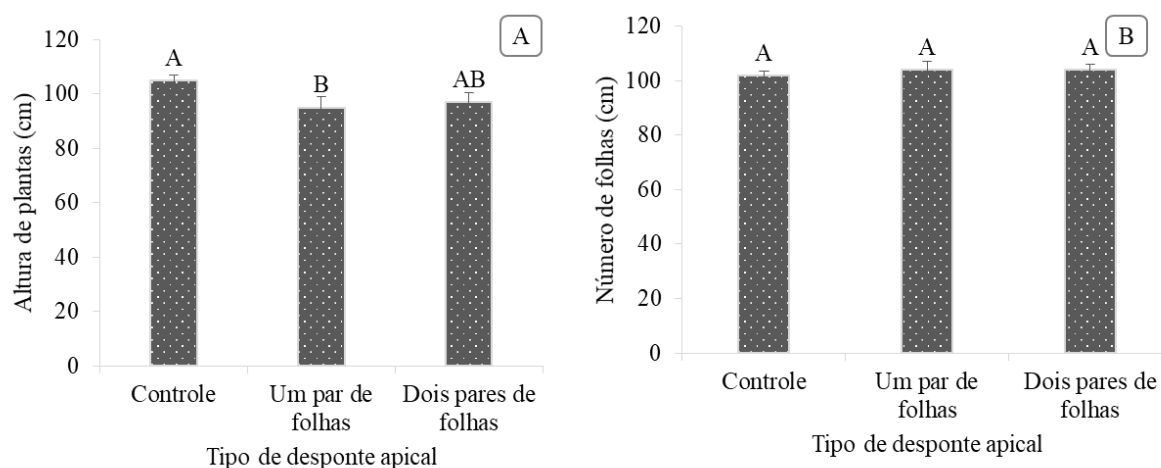 A
Altura de plantas (cm)
120
100
80
60
40
20
0
A
B
AB
Controle
Um par de
folhas
Dois pares de
folhas
Tipo de desponte apical
B
Número de folhas (cm)
120
100
80
60
40
20
0
A
A
A
Controle
Um par de
folhas
Dois pares de
folhas
Tipo de desponte apical